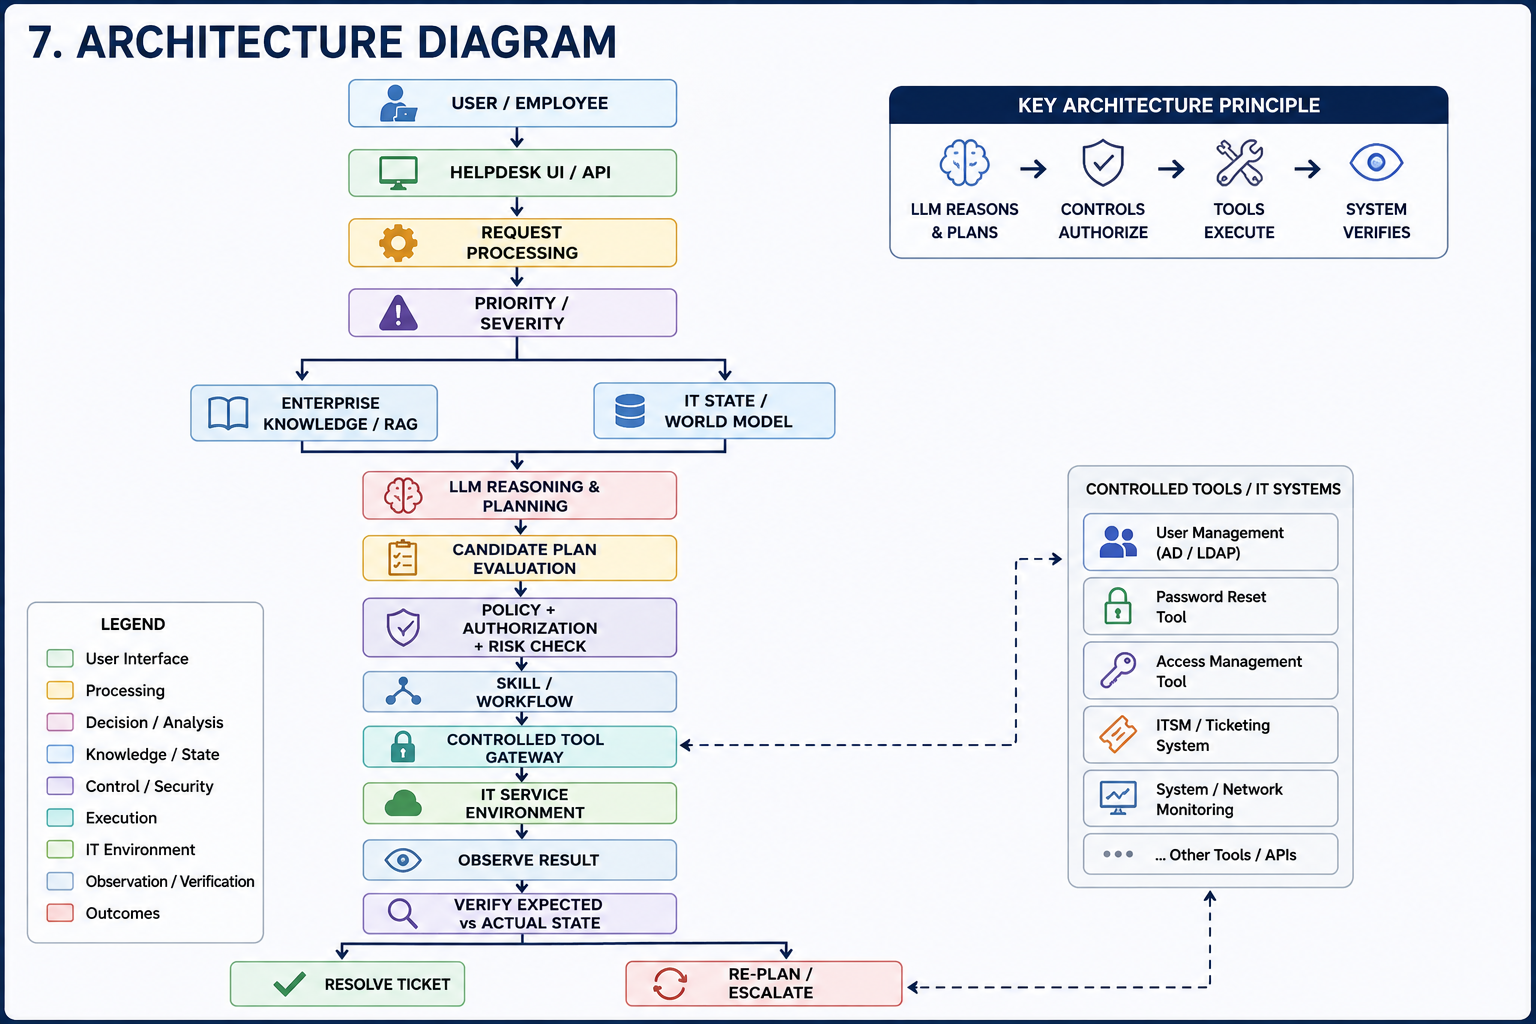 7. ARCHITECTURE DIAGRAM
USER / EMPLOYEE
HELPDESK UI / API
REQUEST
PROCESSING
PRIORITY /
SEVERITY
ENTERPRISE
KNOWLEDGE / RAG
IT STATE /
WORLD MODEL
LLM REASONING &
PLANNING
CANDIDATE PLAN
EVALUATION
POLICY +
AUTHORIZATION
+ RISK CHECK
SKILL /
WORKFLOW
CONTROLLED TOOL
GATEWAY
IT SERVICE
ENVIRONMENT
OBSERVE RESULT
VERIFY EXPECTED
vs ACTUAL STATE
RESOLVE TICKET
RE-PLAN /
ESCALATE
KEY ARCHITECTURE PRINCIPLE
LLM REASONS
& PLANS
CONTROLS
AUTHORIZE
TOOLS
EXECUTE
SYSTEM
VERIFIES
CONTROLLED TOOLS / IT SYSTEMS
User Management
(AD / LDAP)
Password Reset
Tool
Access Management
Tool
ITSM / Ticketing
System
System / Network
Monitoring
... Other Tools / APIs
LEGEND
User Interface
Processing
Decision / Analysis
Knowledge / State
Control / Security
Execution
IT Environment
Observation / Verification
Outcomes